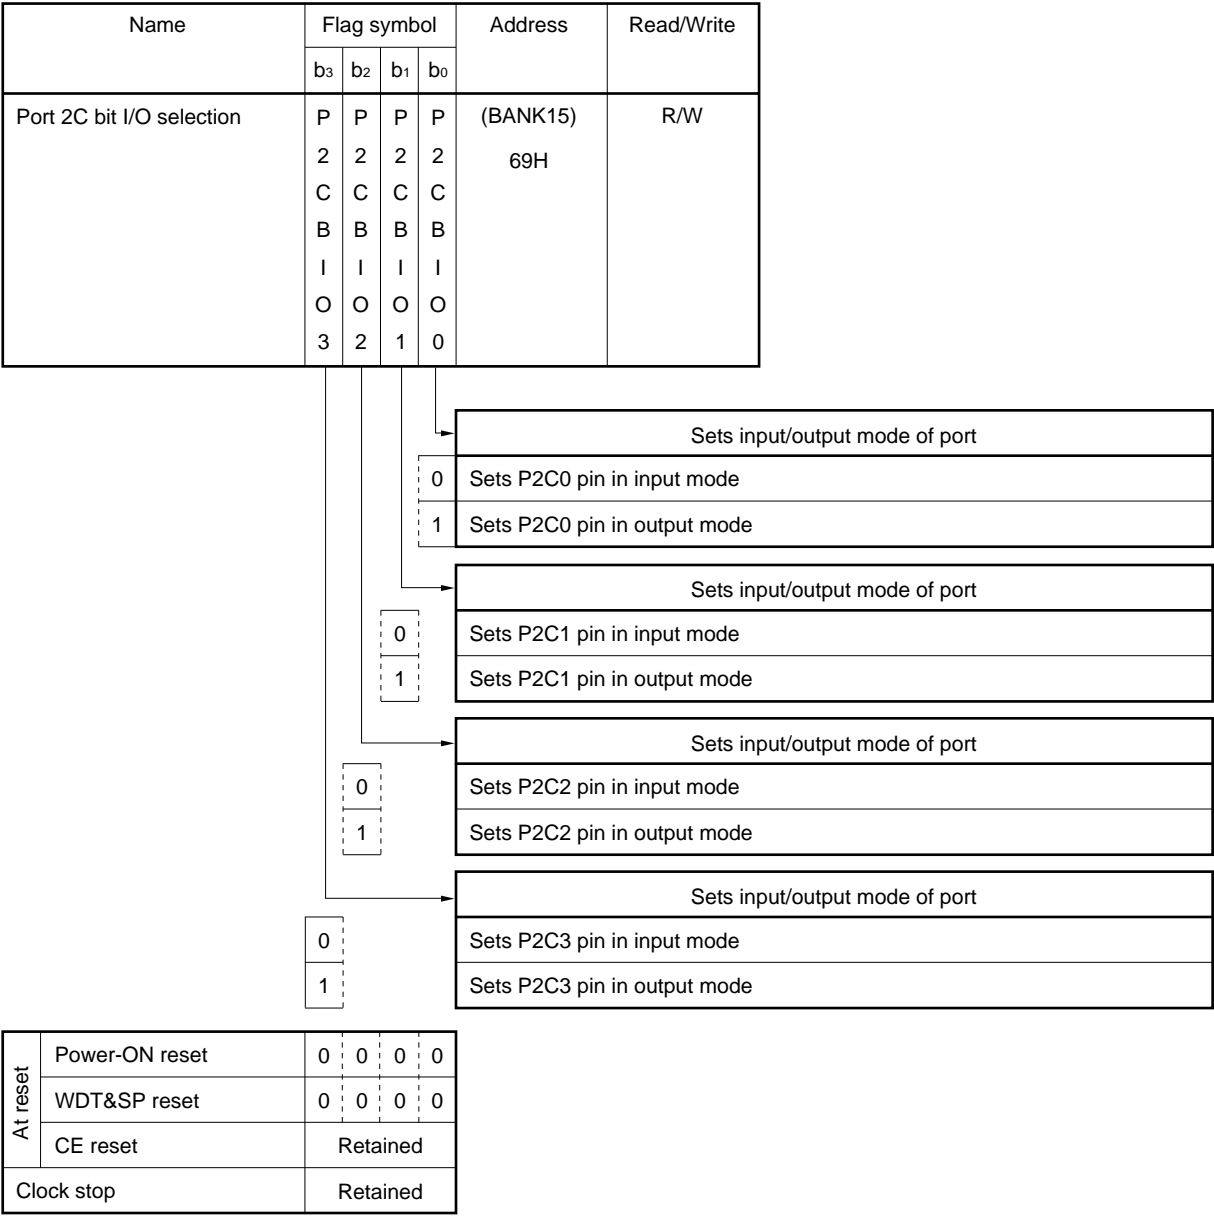 Name Flag symbol Address Read/Write
b3 b2 b1 b0
Port 2C bit I/O selection P P P P (BANK15) R/W
2 2 2 2 69H
C C C C
B B B B
I I I I
O O O O
3 2 1 0
Sets input/output mode of port
0 Sets P2C0 pin in input mode
1 Sets P2C0 pin in output mode
Sets input/output mode of port
0 Sets P2C1 pin in input mode
1 Sets P2C1 pin in output mode
Sets input/output mode of port
0 Sets P2C2 pin in input mode
1 Sets P2C2 pin in output mode
Sets input/output mode of port
0 Sets P2C3 pin in input mode
1 Sets P2C3 pin in output mode
At reset
Power-ON reset 0 0 0 0
WDT&SP reset 0 0 0 0
CE reset Retained
Clock stop Retained